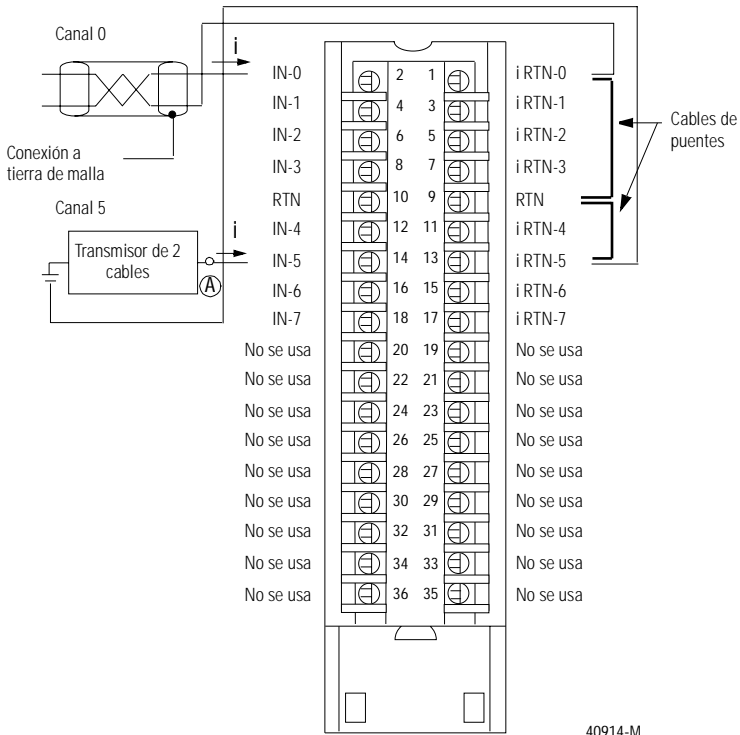 Canal 0
i
Conexión a
tierra de malla
Canal 5
i
Transmisor de 2
cables
A
IN-0 2 1 i RTN-0
IN-1 4 3 i RTN-1
IN-2 6 5 i RTN-2
IN-3 8 7 i RTN-3
RTN 10 9 RTN
IN-4 12 11 i RTN-4
IN-5 14 13 i RTN-5
IN-6 16 15 i RTN-6
IN-7 18 17 i RTN-7
No se usa 20 19 No se usa
No se usa 22 21 No se usa
No se usa 24 23 No se usa
No se usa 26 25 No se usa
No se usa 28 27 No se usa
No se usa 30 29 No se usa
No se usa 32 31 No se usa
No se usa 34 33 No se usa
No se usa 36 35 No se usa
Cables de
puentes
40914-M